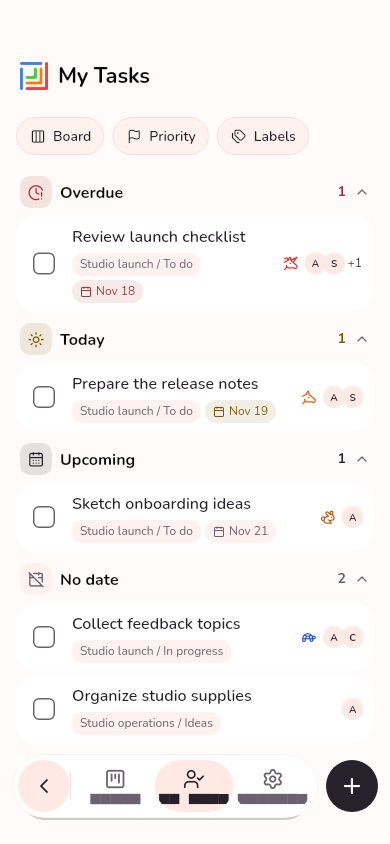 My Tasks
Board Priority Labels
Overdue 1
Review launch checklist
Studio launch / To do A S +1
Nov 18
Today 1
Prepare the release notes
Studio launch / To do Nov 19 A S
Upcoming 1
Sketch onboarding ideas
Studio launch / To do Nov 21 A
No date 2
Collect feedback topics
Studio launch / In progress A C
Organize studio supplies
Studio operations / Ideas A